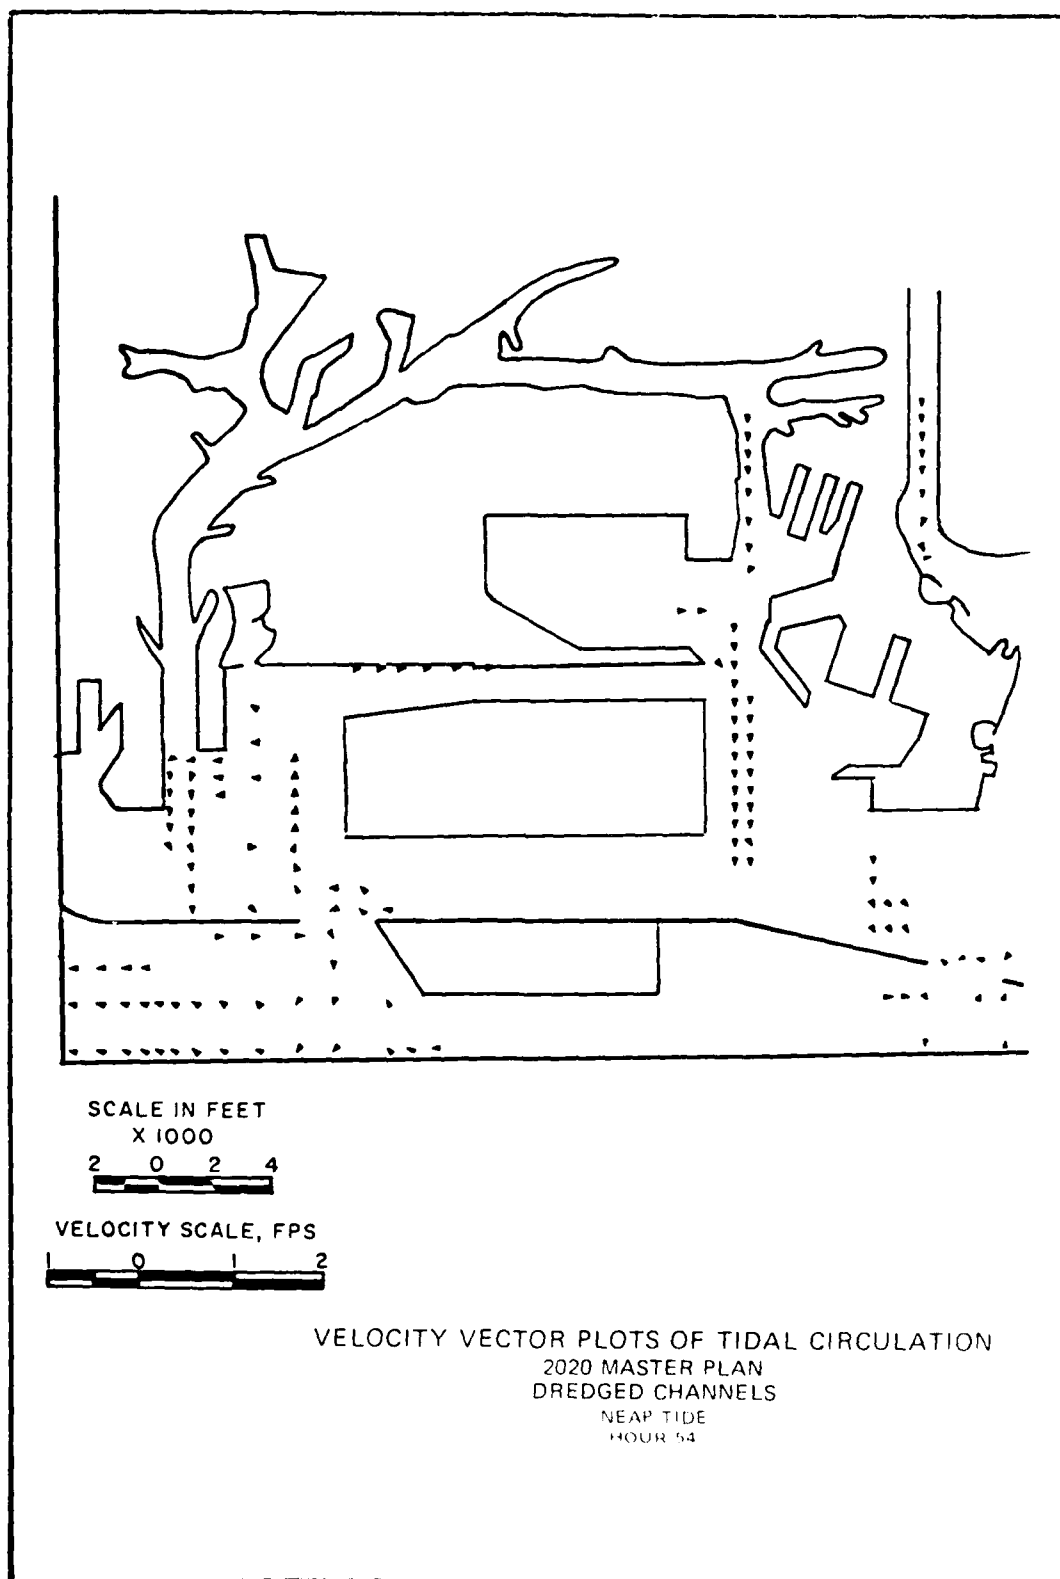 SCALE IN FEET
X 1000
2 0 2 4
VELOCITY SCALE, FPS
1 0 1 2
VELOCITY VECTOR PLOTS OF TIDAL CIRCULATION
2020 MASTER PLAN
DREDGED CHANNELS
NEAP TIDE
HOUR 54